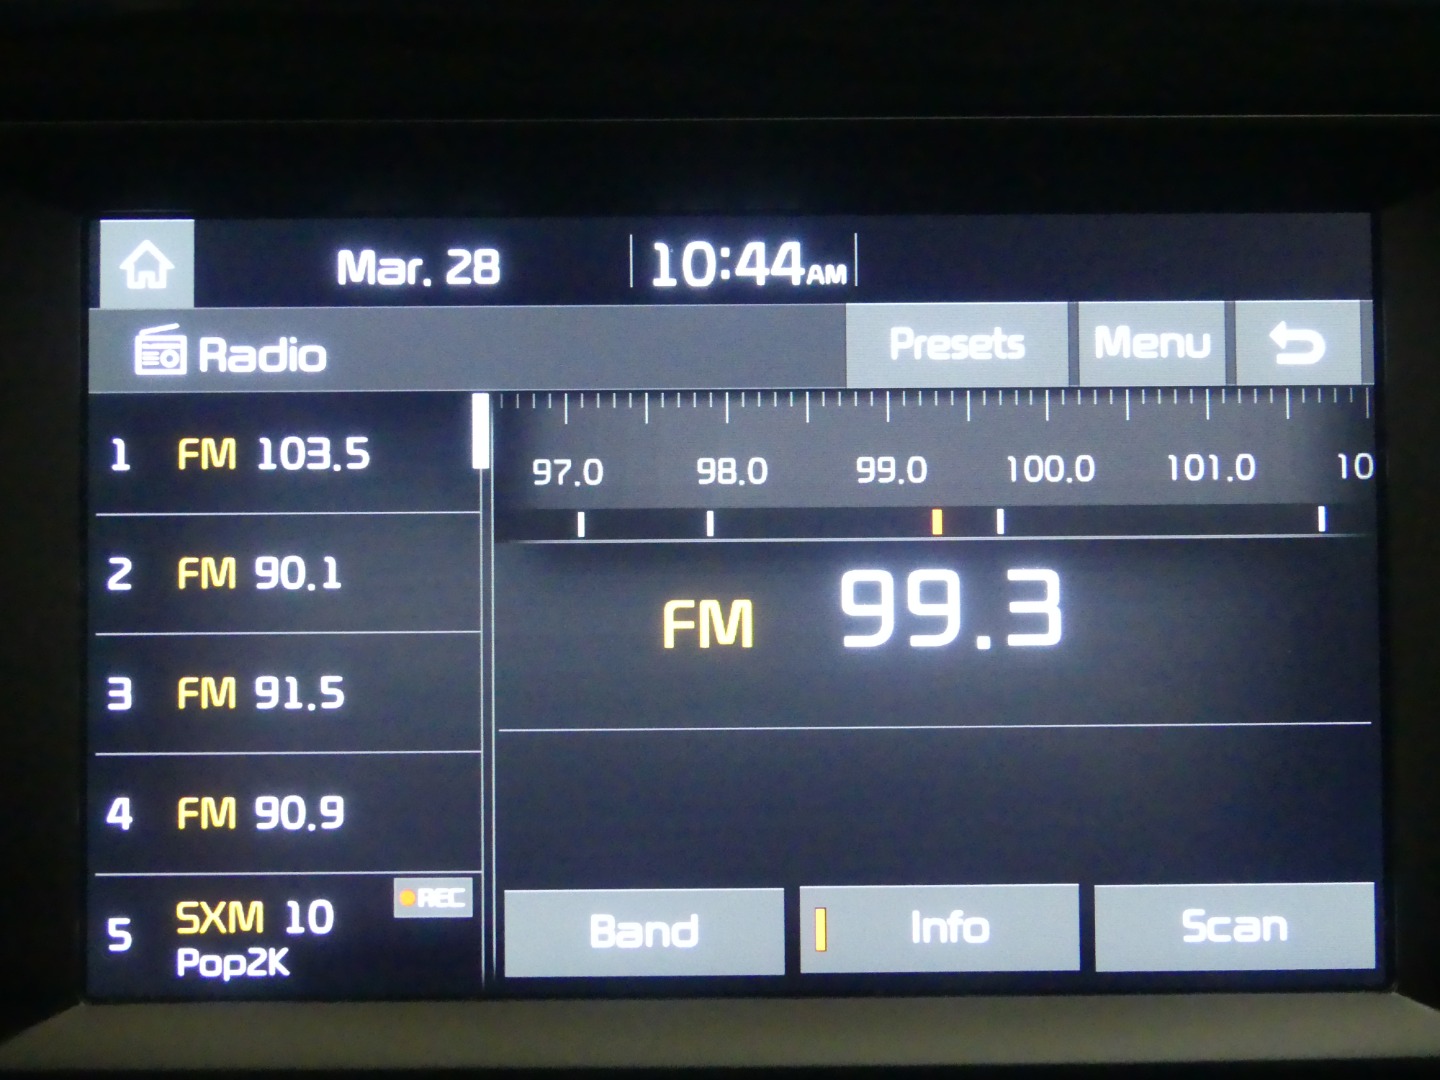 Mar. 28
10:44AM
Radio
Presets
Menu
1 FM 103.5
2 FM 90.1
3 FM 91.5
4 FM 90.9
5 SXM 10
REC
Pop2K
97.0 98.0 99.0 100.0 101.0 10
FM 99.3
Band
Info
Scan